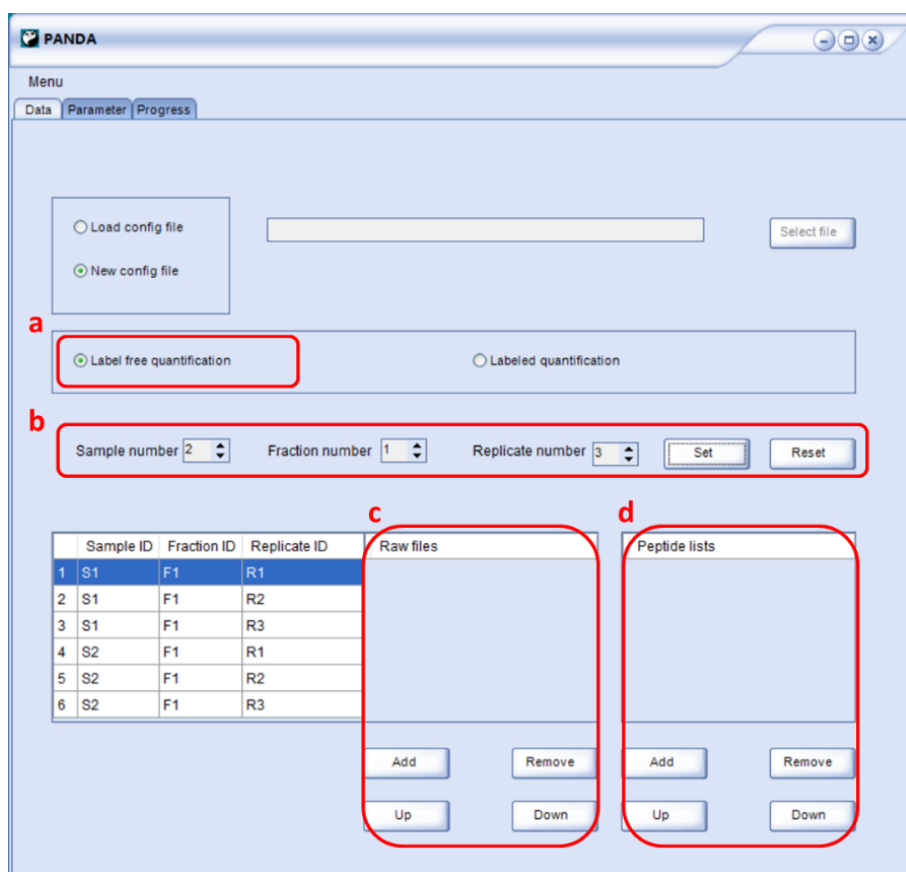 PANDA
Menu
Data Parameter Progress
Load config file
Select file
New config file
a
Label free quantification Labeled quantification
b
Sample number 2 Fraction number 1 Replicate number 3 Set Reset
c d
Sample ID Fraction ID Replicate ID Raw files Peptide lists
1 S1 F1 R1
2 S1 F1 R2
3 S1 F1 R3
4 S2 F1 R1
5 S2 F1 R2
6 S2 F1 R3
Add Remove Add Remove
Up Down Up Down